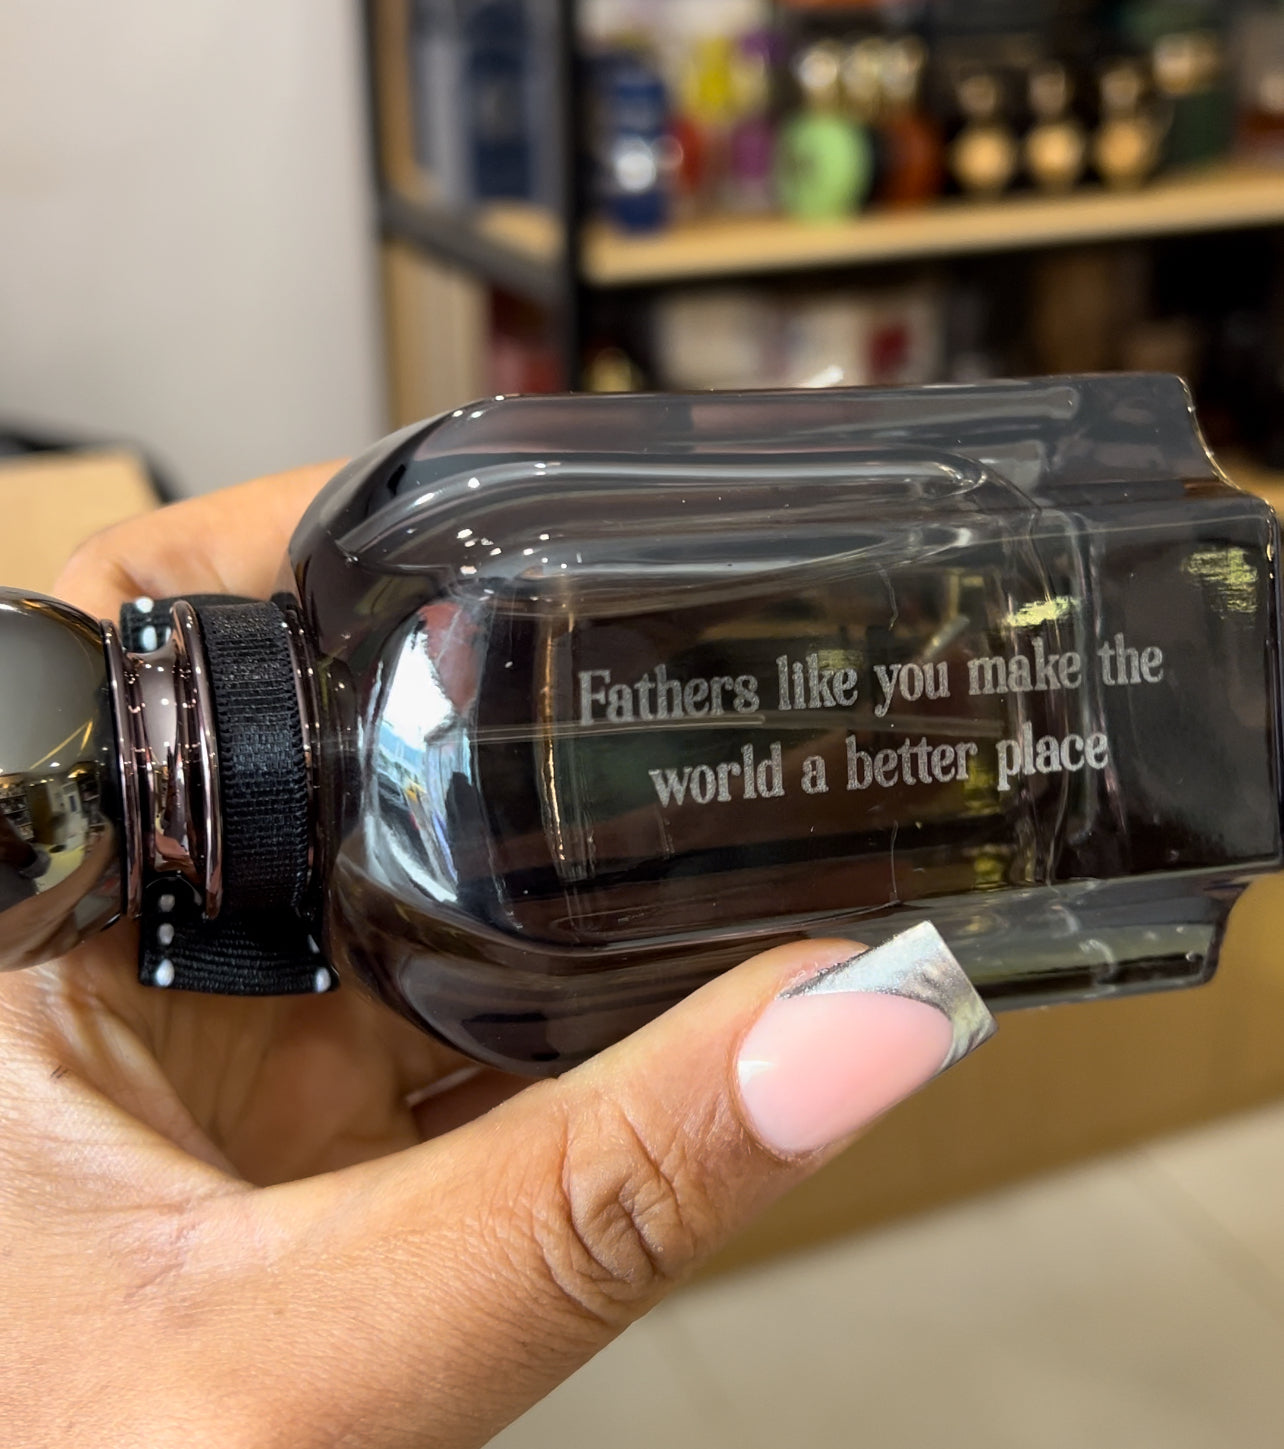 Fathers like you make the
world a better place